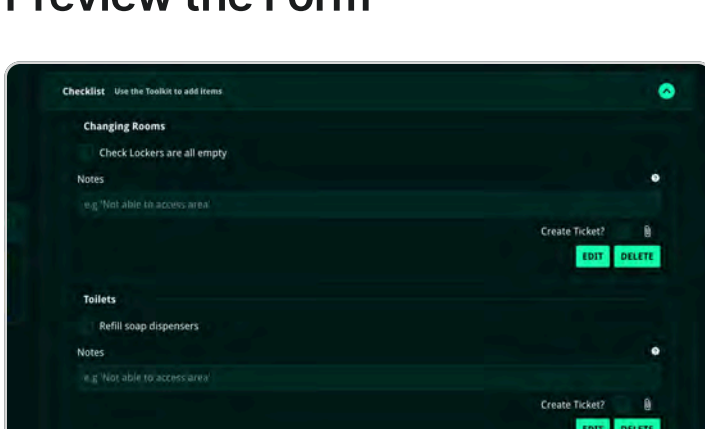 Preview the Form
Checklist Use the Toolkit to add items
Changing Rooms
Check Lockers are all empty
Notes
e.g 'Not able to access area'
Create Ticket?
EDIT DELETE
Toilets
Refill soap dispensers
Notes
e.g 'Not able to access area'
Create Ticket?
EDIT DELETE